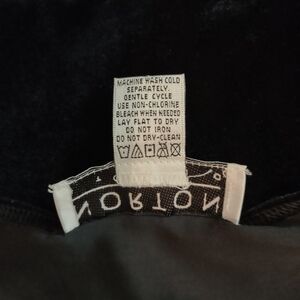 MACHINE WASH COLD
SEPARATELY.
GENTLE CYCLE
USE NON-CHLORINE
BLEACH WHEN NEEDED
LAY FLAT TO DRY
DO NOT IRON
DO NOT DRY-CLEAN
NORTON